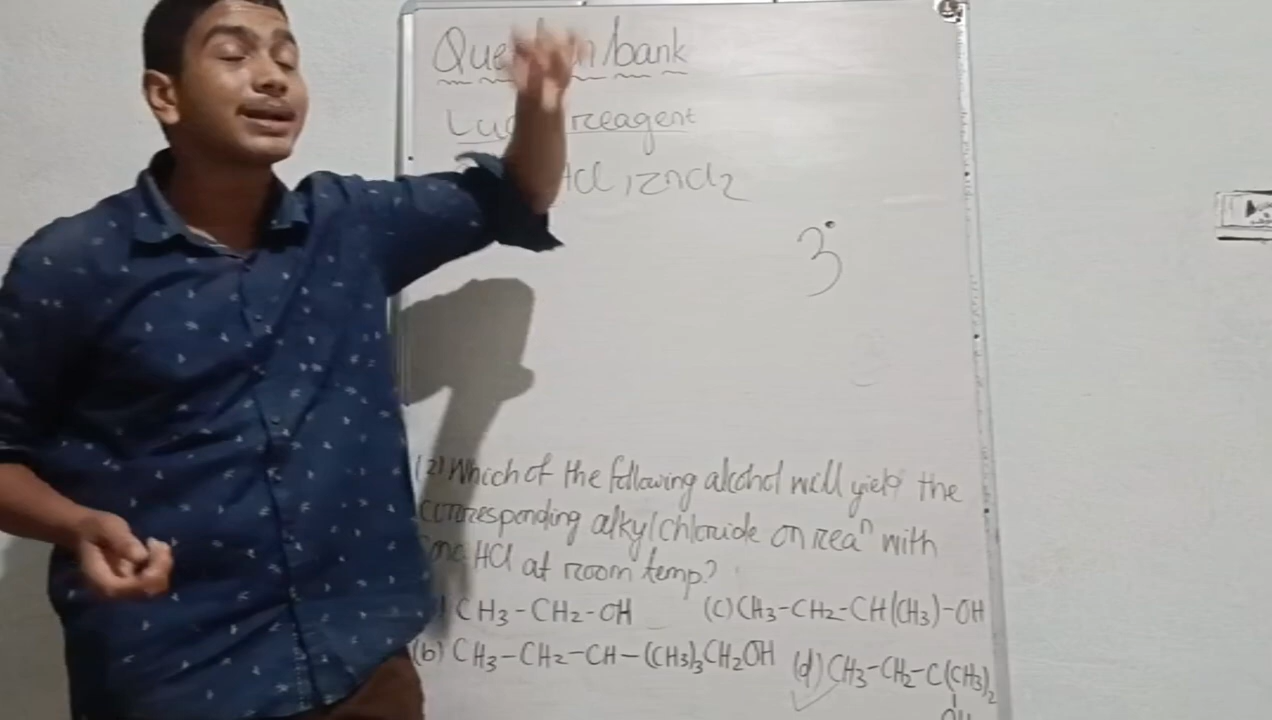 bank
reagent
, ZnCl2
3°
(2) Which of the following alcohol will yield the
corresponding alkyl chloride on reaⁿ with
HCl at room temp?
CH3-CH2-OH (c) CH3-CH2-CH(CH3)-OH
(b) CH3-CH2-CH-(CH3)3CH2OH (d) CH3-CH2-C(CH3)2